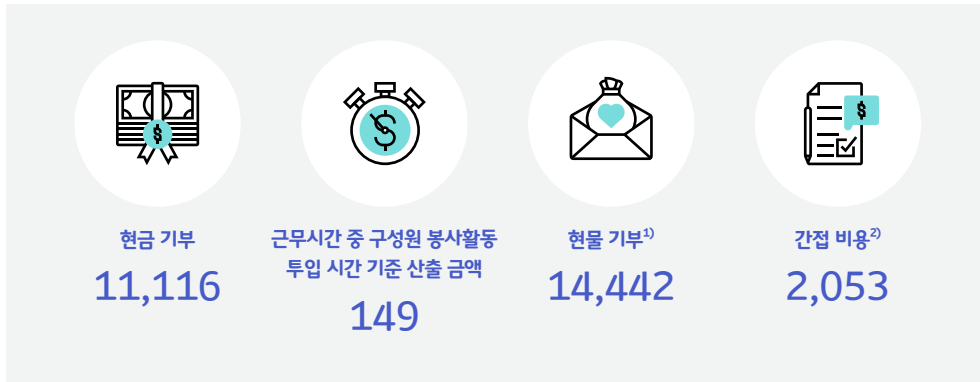 현금 기부
11,116
근무시간 중 구성원 봉사활동
투입 시간 기준 산출 금액
149
현물 기부1)
14,442
간접 비용2)
2,053
$
$
$